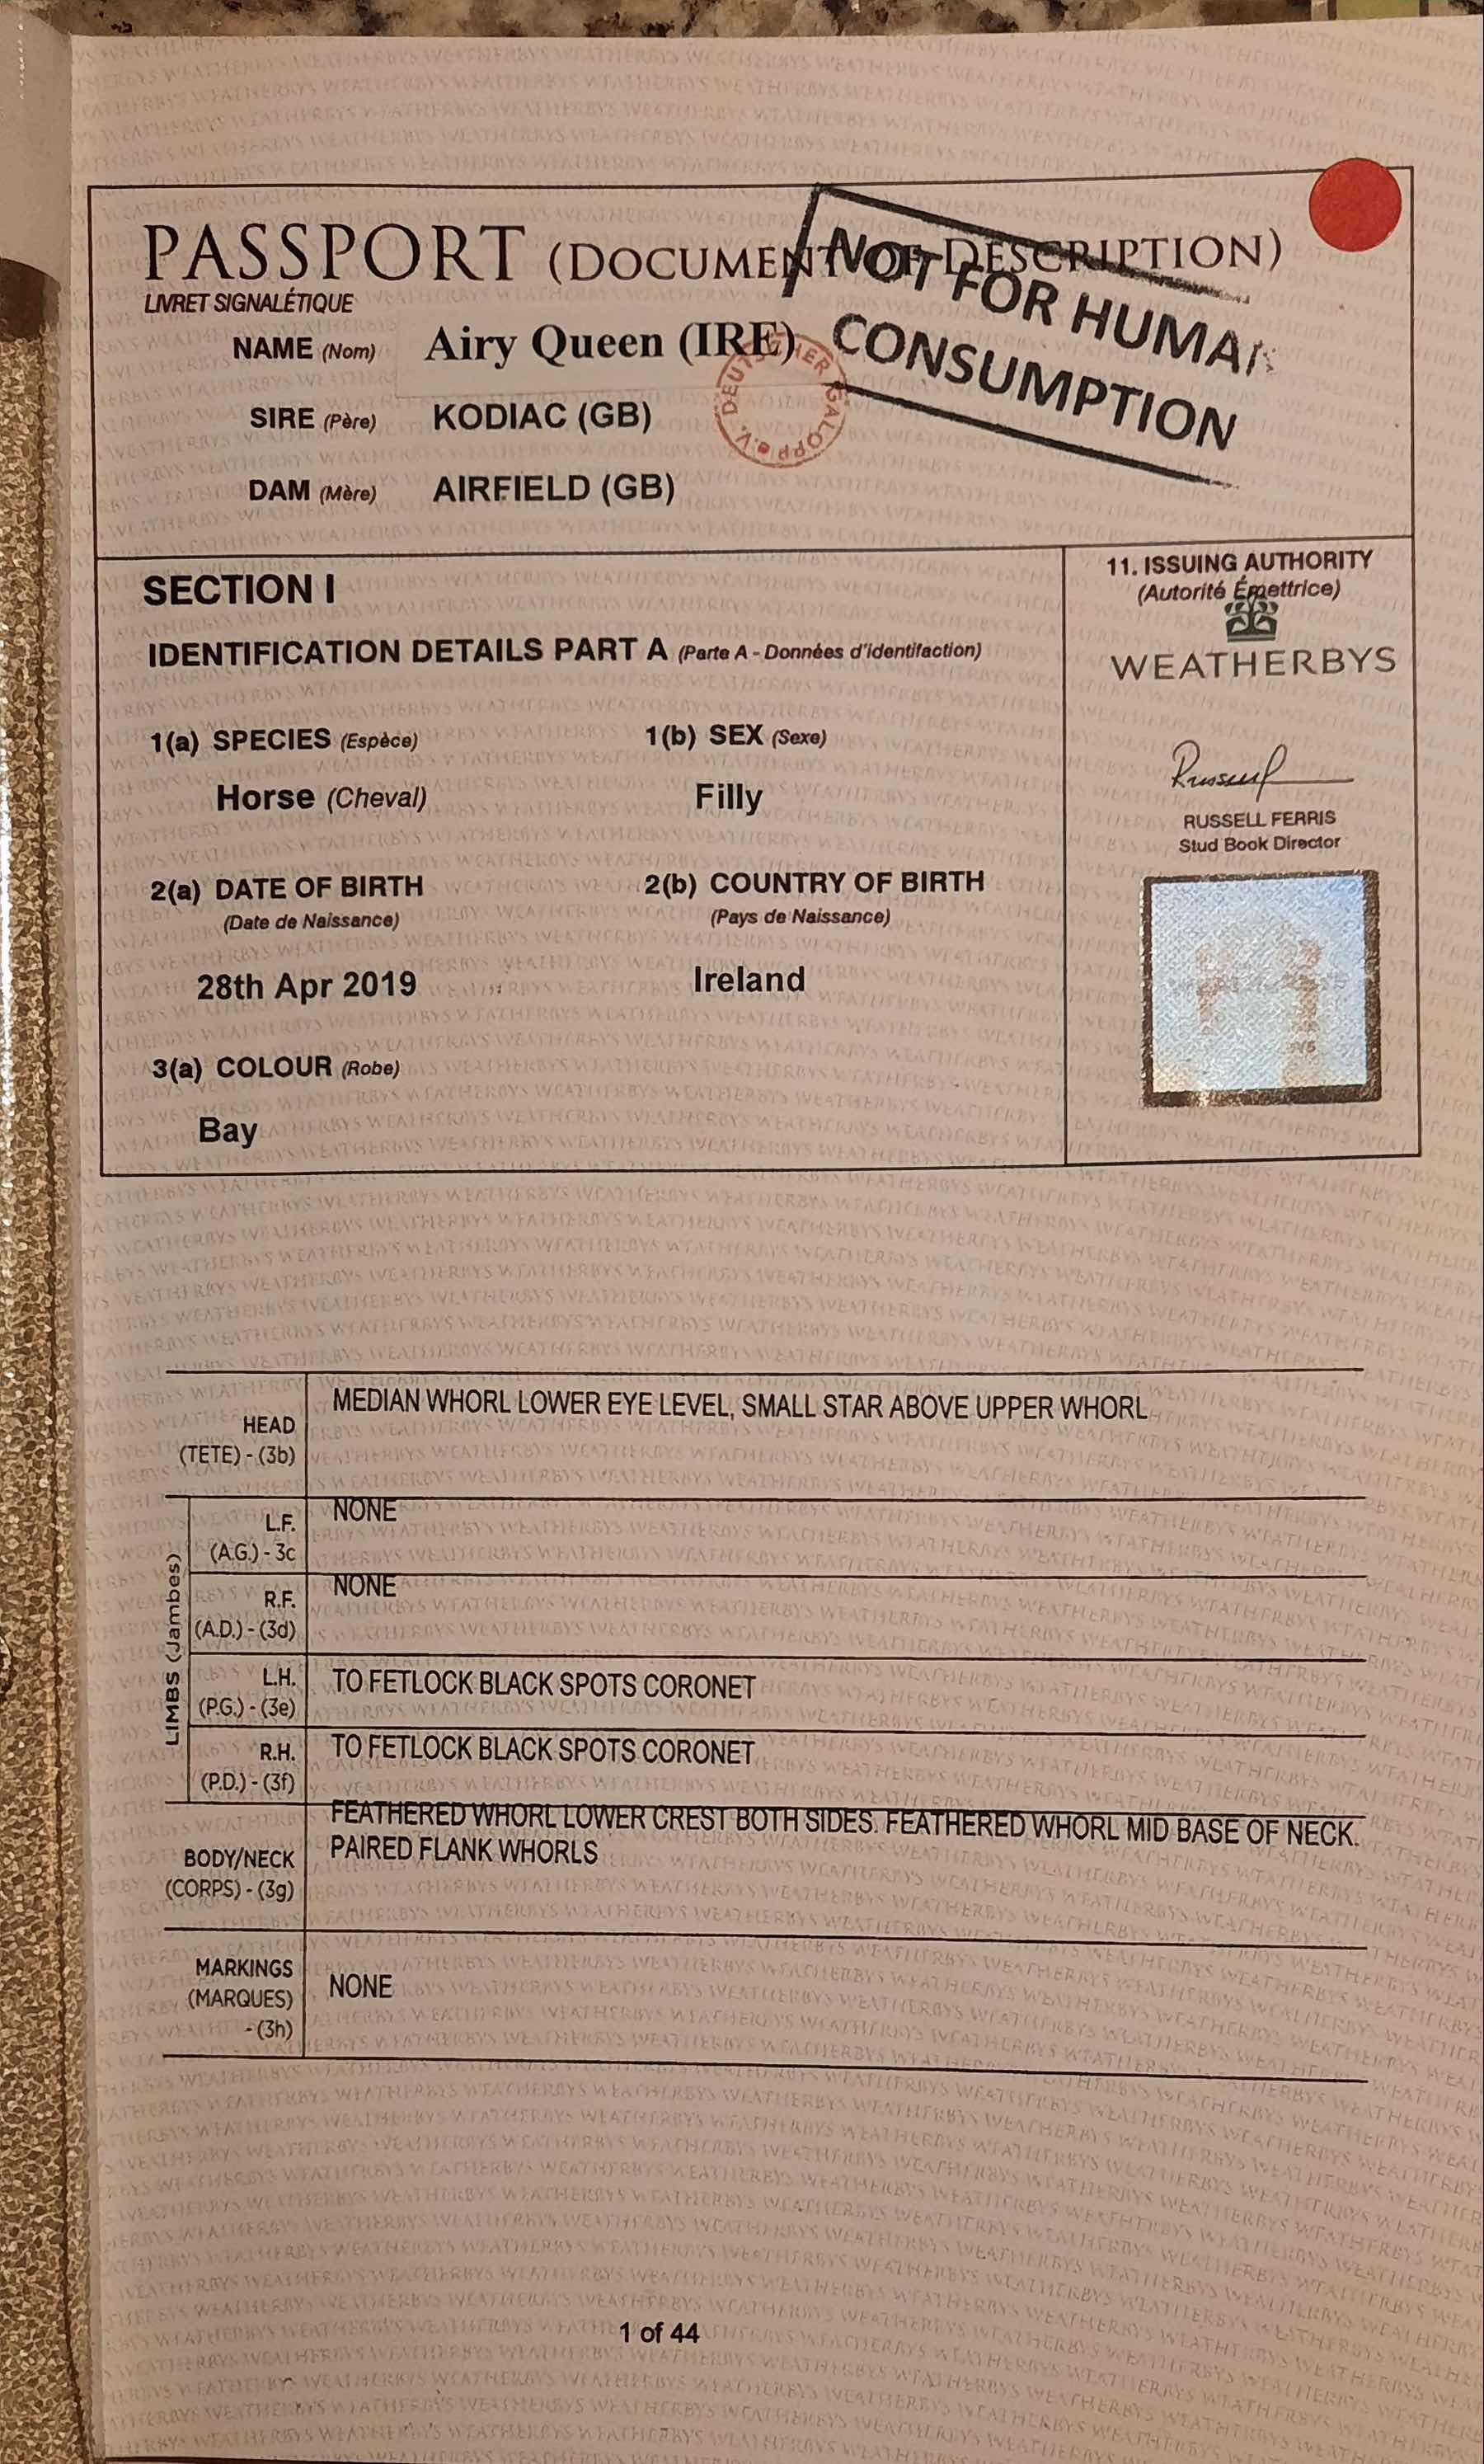 PASSPORT (DOCUMENT OF DESCRIPTION)
LIVRET SIGNALÉTIQUE
NOT FOR HUMAN
CONSUMPTION
NAME (Nom) Airy Queen (IRE)
DEUTSCHER GALOPP e.V.
SIRE (Père) KODIAC (GB)
DAM (Mère) AIRFIELD (GB)
SECTION I
IDENTIFICATION DETAILS PART A (Parte A - Données d'identifaction)
1(a) SPECIES (Espèce) 1(b) SEX (Sexe)
Horse (Cheval) Filly
2(a) DATE OF BIRTH 2(b) COUNTRY OF BIRTH
(Date de Naissance) (Pays de Naissance)
28th Apr 2019 Ireland
3(a) COLOUR (Robe)
Bay
11. ISSUING AUTHORITY
(Autorité Émettrice)
WEATHERBYS
RUSSELL FERRIS
Stud Book Director
HEAD
(TETE) - (3b)
MEDIAN WHORL LOWER EYE LEVEL, SMALL STAR ABOVE UPPER WHORL
LIMBS (Jambes)
L.F.
(A.G.) - 3c
NONE
R.F.
(A.D.) - (3d)
NONE
L.H.
(P.G.) - (3e)
TO FETLOCK BLACK SPOTS CORONET
R.H.
(P.D.) - (3f)
TO FETLOCK BLACK SPOTS CORONET
BODY/NECK
(CORPS) - (3g)
FEATHERED WHORL LOWER CREST BOTH SIDES. FEATHERED WHORL MID BASE OF NECK.
PAIRED FLANK WHORLS
MARKINGS
(MARQUES)
- (3h)
NONE
1 of 44